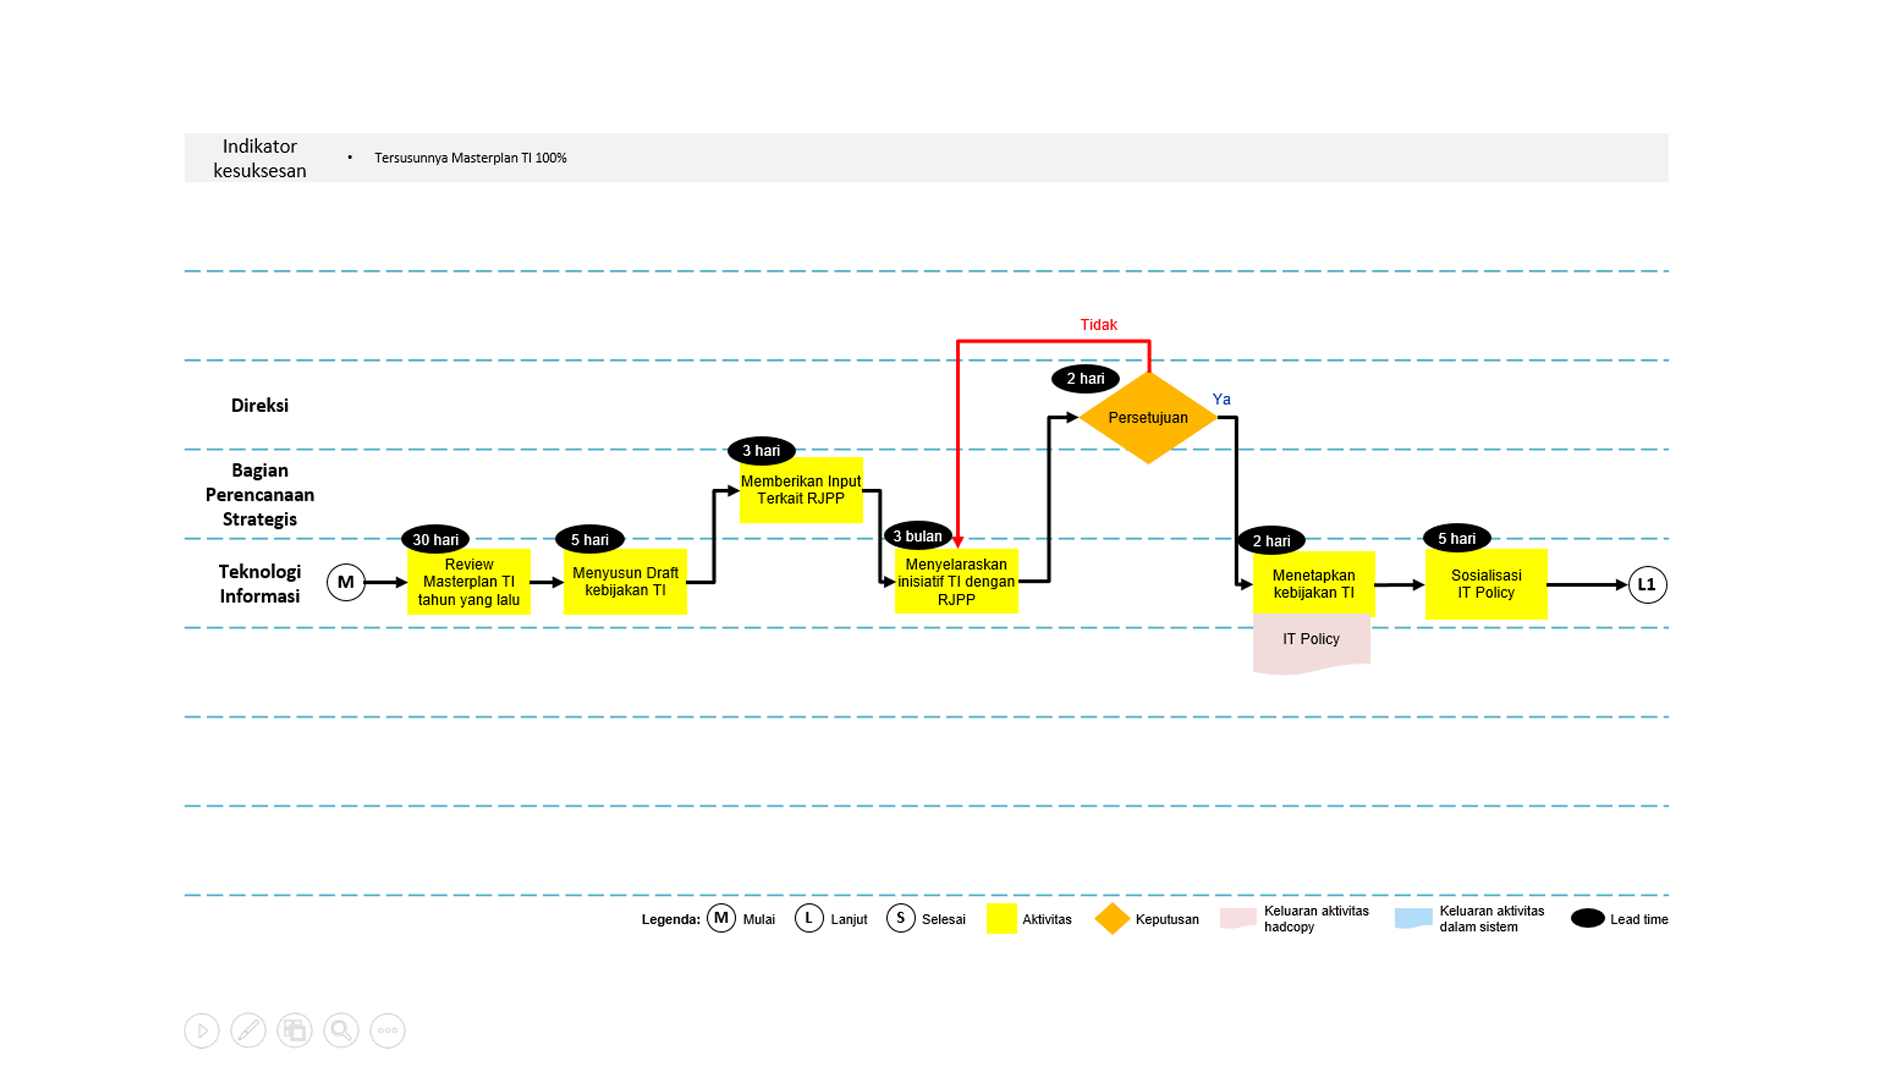 Indikator
kesuksesan
• Tersusunnya Masterplan TI 100%
Tidak
2 hari
Direksi
Persetujuan
Ya
3 hari
Bagian
Perencanaan
Strategis
Memberikan Input
Terkait RJPP
30 hari
5 hari
3 bulan
2 hari
5 hari
Teknologi
Informasi
M
Review
Masterplan TI
tahun yang lalu
Menyusun Draft
kebijakan TI
Menyelaraskan
inisiatif TI dengan
RJPP
Menetapkan
kebijakan TI
Sosialisasi
IT Policy
L1
IT Policy
Legenda:
M Mulai
L Lanjut
S Selesai
Aktivitas
Keputusan
Keluaran aktivitas
hadcopy
Keluaran aktivitas
dalam sistem
Lead time